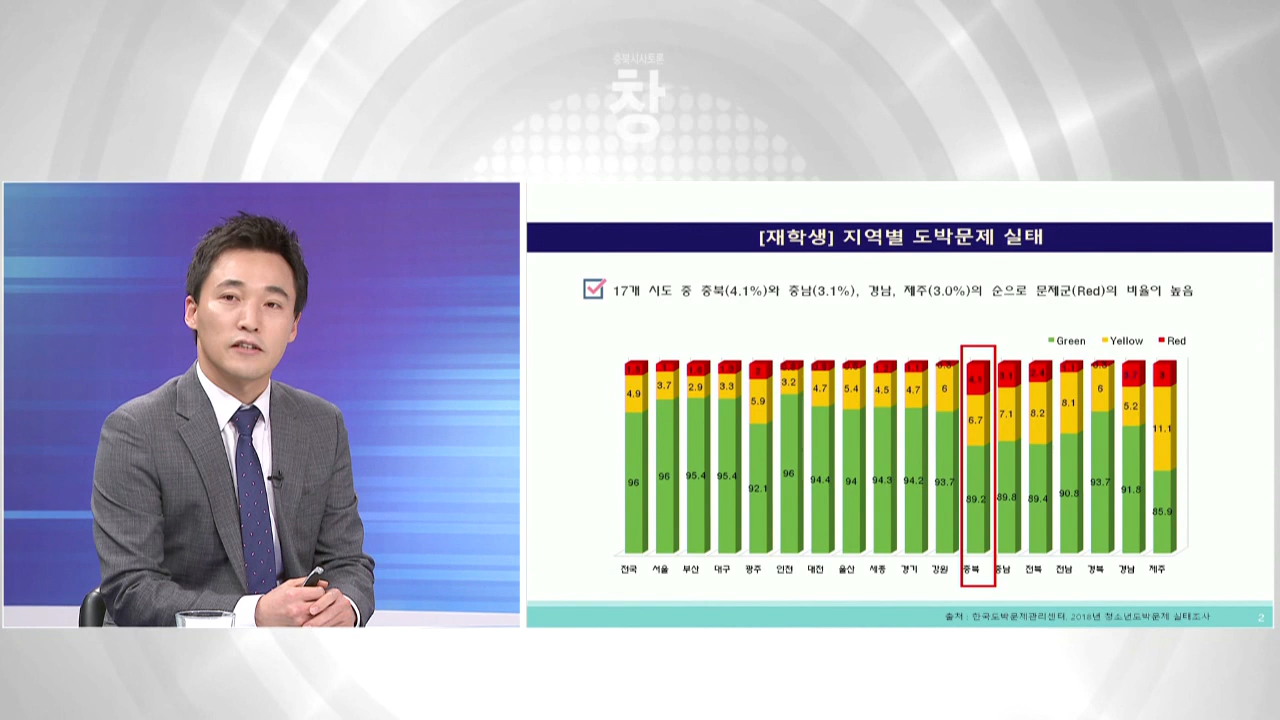 충북시사토론
창
[재학생] 지역별 도박문제 실태
17개 시도 중 충북(4.1%)와 충남(3.1%), 경남, 제주(3.0%)의 순으로 문제군(Red)의 비율이 높음
Green Yellow Red
4.1 3.1 2.4 3
4.9 3.7 2.9 3.3 5.9 3.2 4.7 5.4 4.5 4.7 6 6.7 7.1 8.2 8.1 6 5.2 11.1
96 96 95.4 95.4 92.1 96 94.4 94 94.3 94.2 93.7 89.2 89.8 89.4 90.8 93.7 91.8 85.9
전국 서울 부산 대구 광주 인천 대전 울산 세종 경기 강원 충북 충남 전북 전남 경북 경남 제주
출처 : 한국도박문제관리센터, 2018년 청소년도박문제 실태조사 2